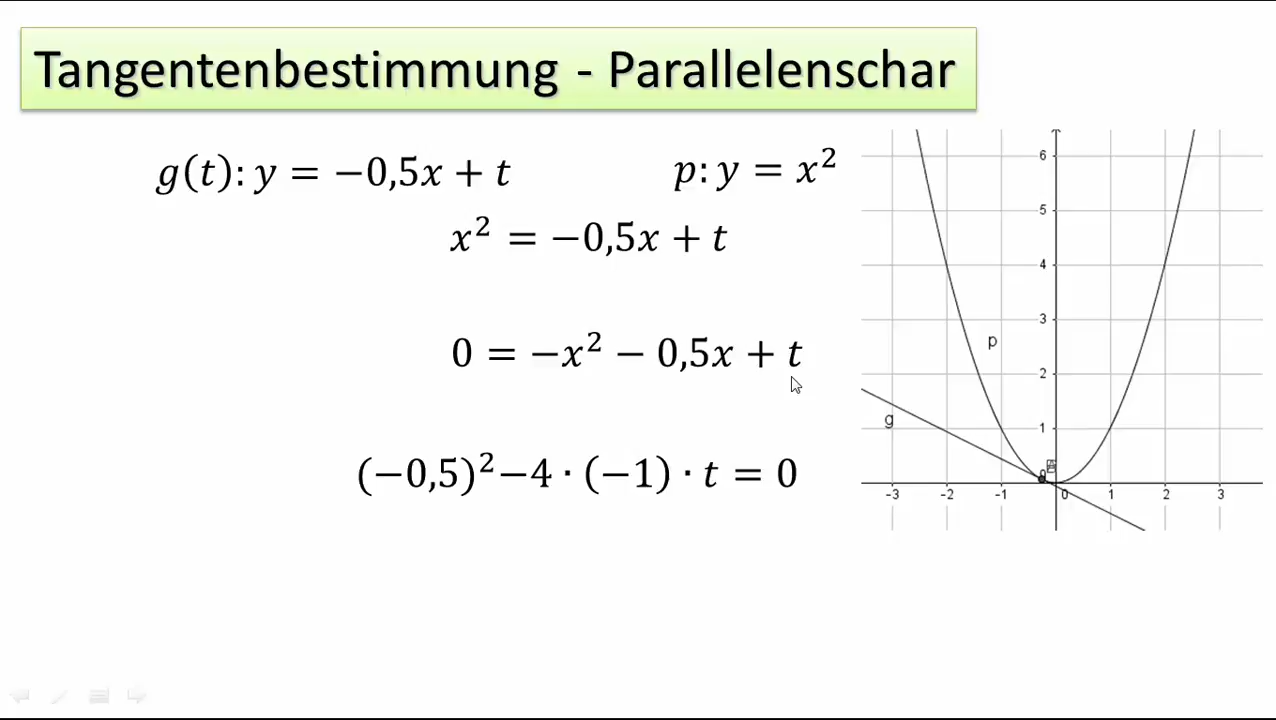 Tangentenbestimmung - Parallelenschar
g(t): y = −0,5x + t
p: y = x²
x² = −0,5x + t
0 = −x² − 0,5x + t
(−0,5)²−4 · (−1) · t = 0
6
5
4
3
p
2
g
1
-3 -2 -1 0 1 2 3